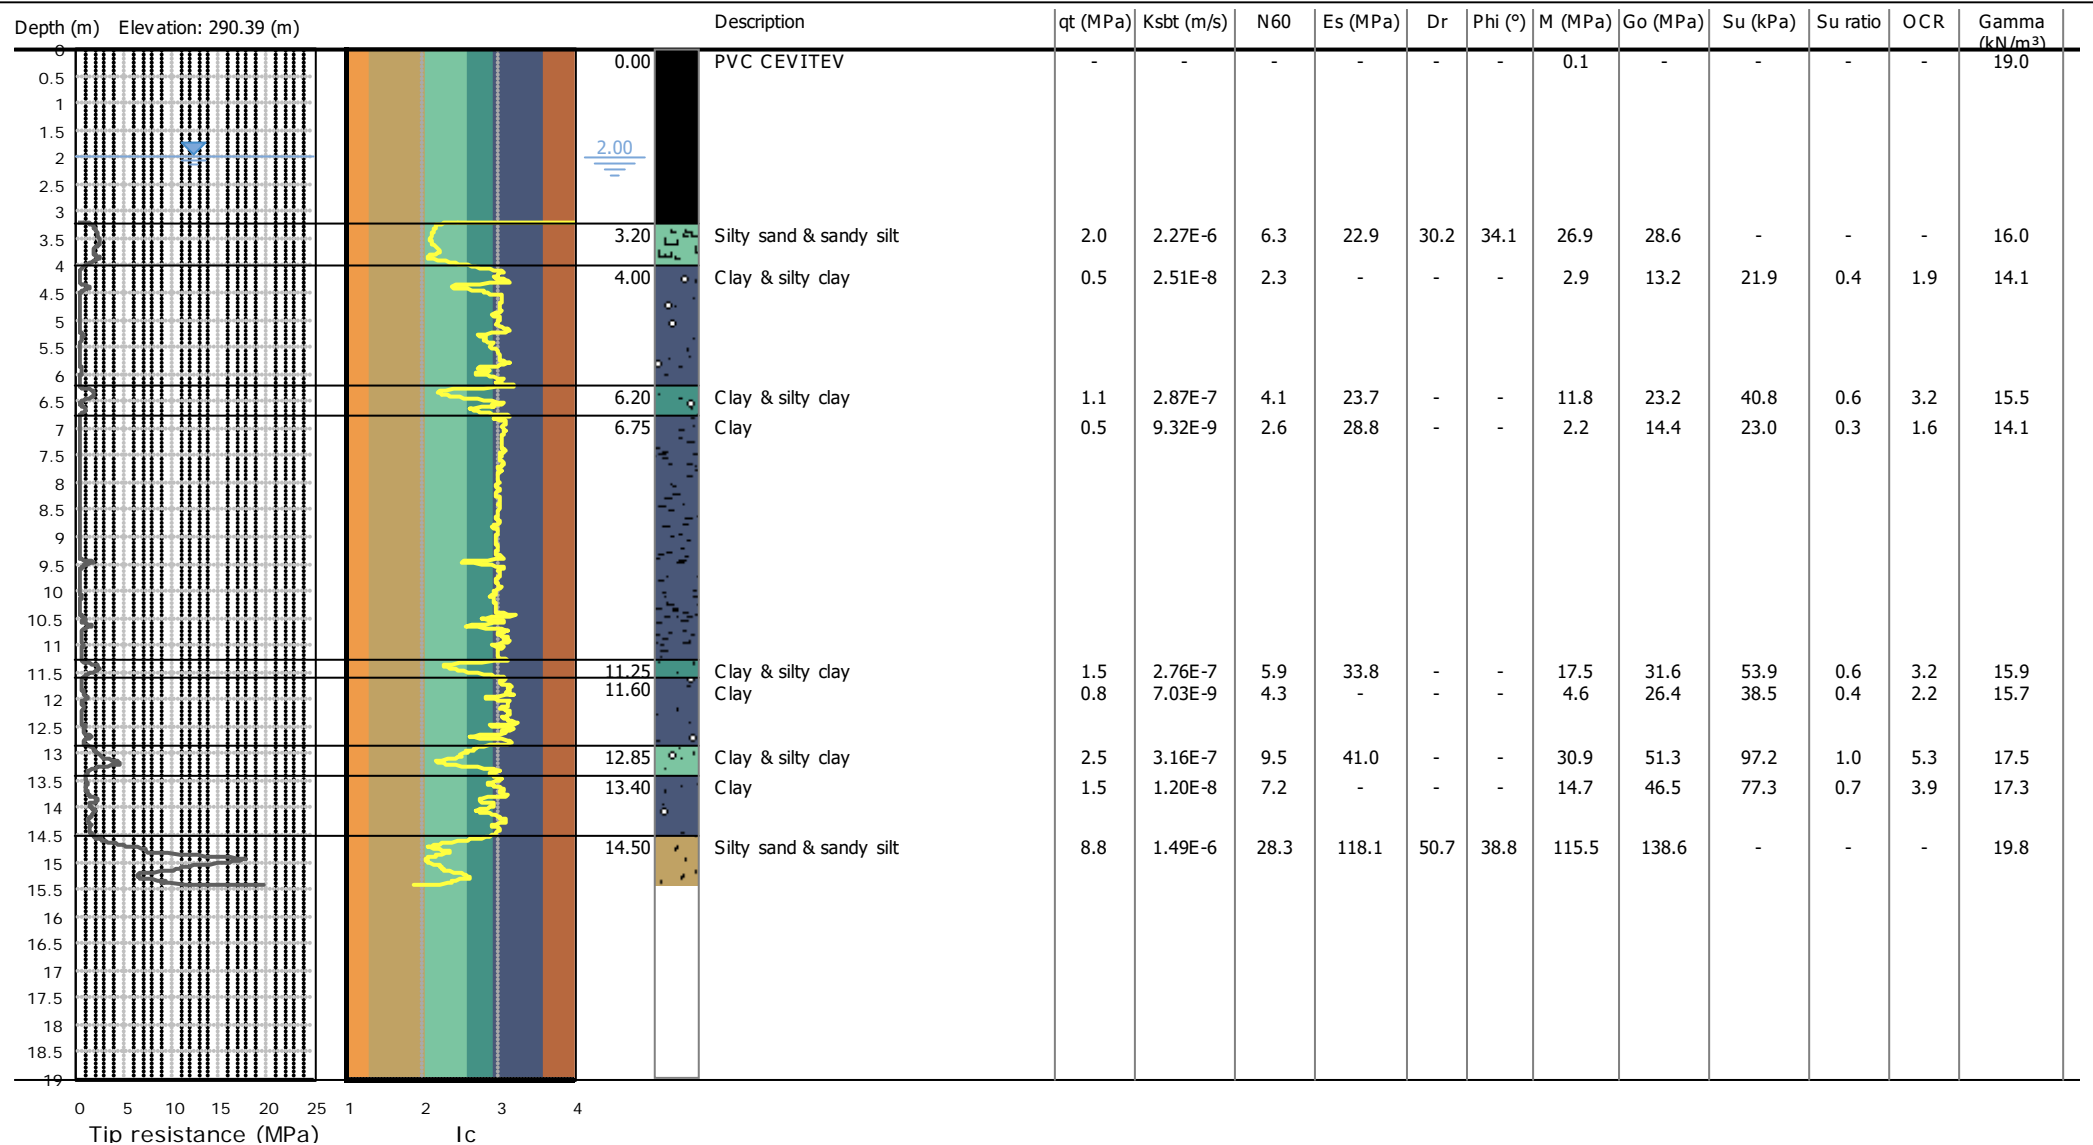 Depth (m) Elevation: 290.39 (m) Description qt (MPa) Ksbt (m/s) N60 Es (MPa) Dr Phi (°) M (MPa) Go (MPa) Su (kPa) Su ratio OCR Gamma
(kN/m³)
0 0.00 PVC CEVITEV - - - - - - 0.1 - - - - 19.0
0.5
1
1.5
2.00
2
2.5
3
3.5 3.20 Silty sand & sandy silt 2.0 2.27E-6 6.3 22.9 30.2 34.1 26.9 28.6 - - - 16.0
4 4.00 Clay & silty clay 0.5 2.51E-8 2.3 - - - 2.9 13.2 21.9 0.4 1.9 14.1
4.5
5
5.5
6
6.5 6.20 Clay & silty clay 1.1 2.87E-7 4.1 23.7 - - 11.8 23.2 40.8 0.6 3.2 15.5
7 6.75 Clay 0.5 9.32E-9 2.6 28.8 - - 2.2 14.4 23.0 0.3 1.6 14.1
7.5
8
8.5
9
9.5
10
10.5
11
11.5 11.25 Clay & silty clay 1.5 2.76E-7 5.9 33.8 - - 17.5 31.6 53.9 0.6 3.2 15.9
12 11.60 Clay 0.8 7.03E-9 4.3 - - - 4.6 26.4 38.5 0.4 2.2 15.7
12.5
13 12.85 Clay & silty clay 2.5 3.16E-7 9.5 41.0 - - 30.9 51.3 97.2 1.0 5.3 17.5
13.5 13.40 Clay 1.5 1.20E-8 7.2 - - - 14.7 46.5 77.3 0.7 3.9 17.3
14
14.5 14.50 Silty sand & sandy silt 8.8 1.49E-6 28.3 118.1 50.7 38.8 115.5 138.6 - - - 19.8
15
15.5
16
16.5
17
17.5
18
18.5
19
0 5 10 15 20 25 1 2 3 4
Tip resistance (MPa) Ic